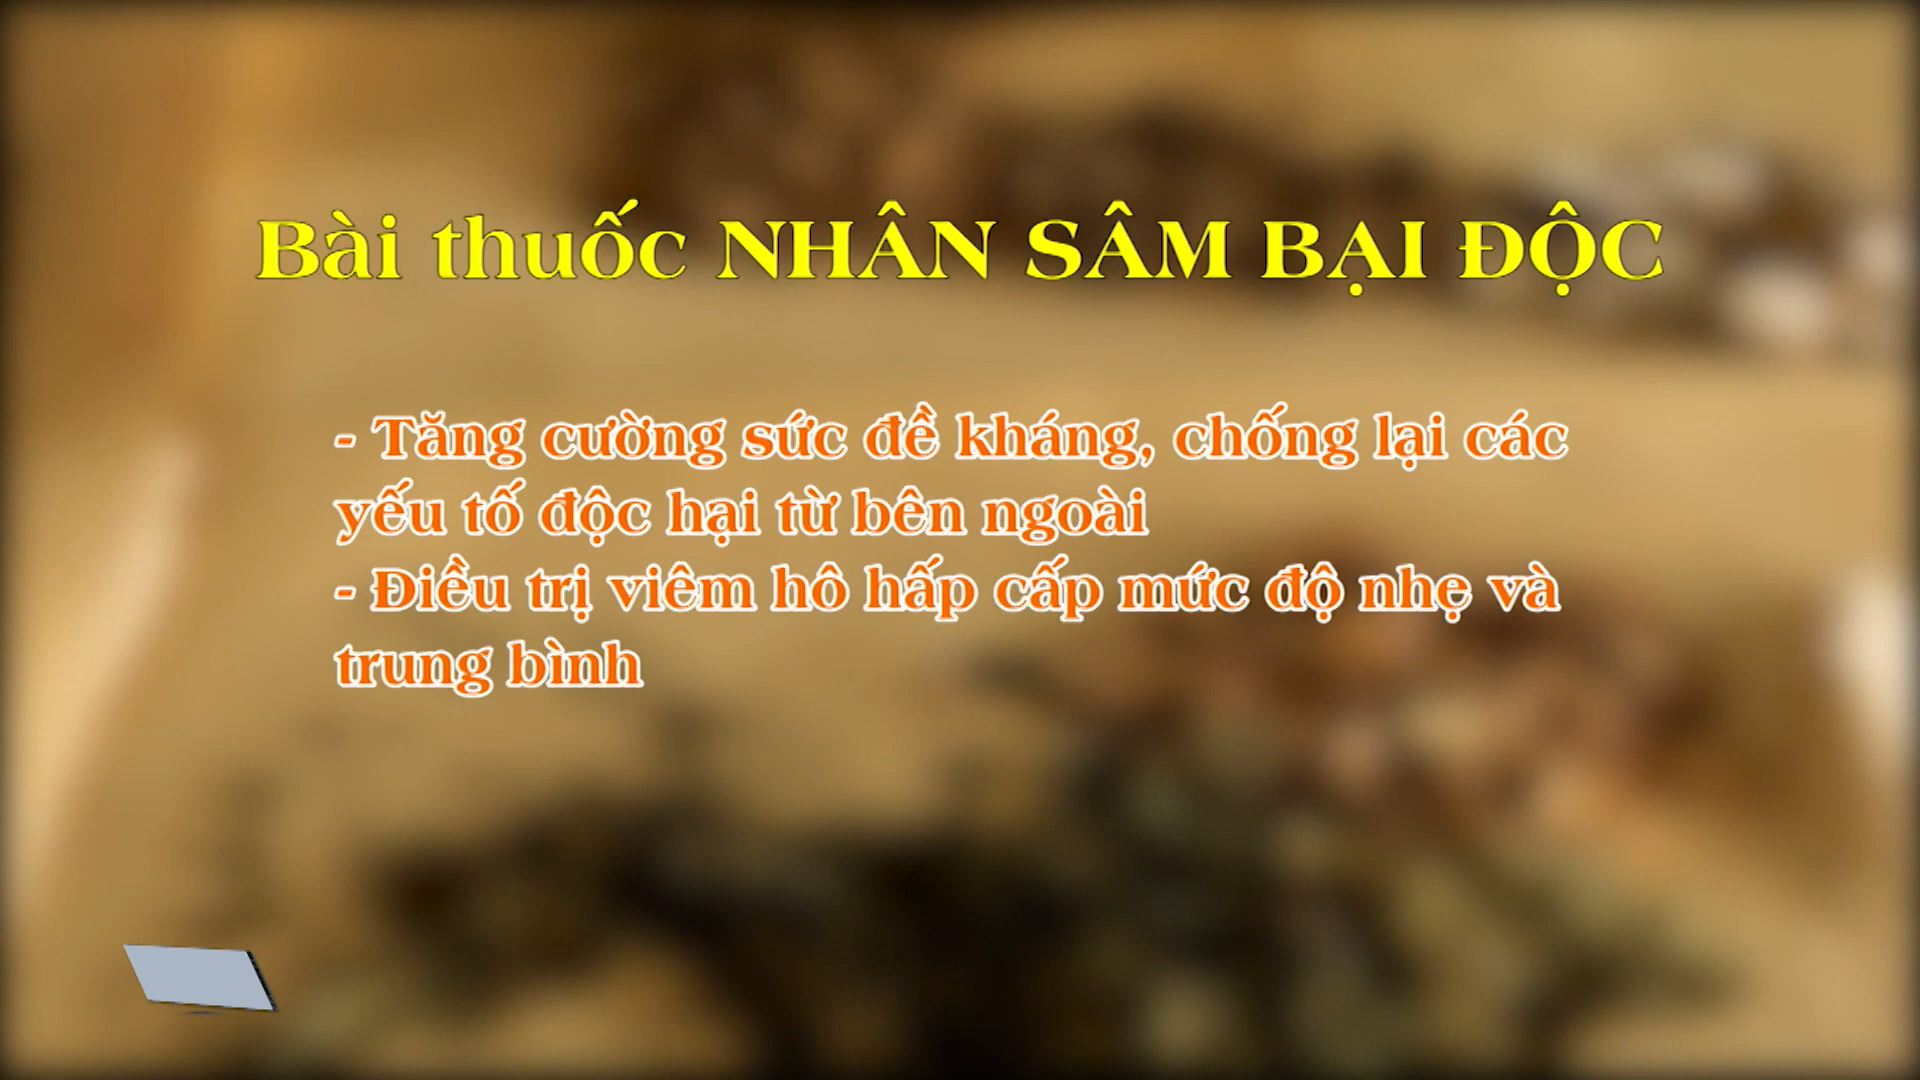 Bài thuốc NHÂN SÂM BẠI ĐỘC
- Tăng cường sức đề kháng, chống lại các
yếu tố độc hại từ bên ngoài
- Điều trị viêm hô hấp cấp mức độ nhẹ và
trung bình